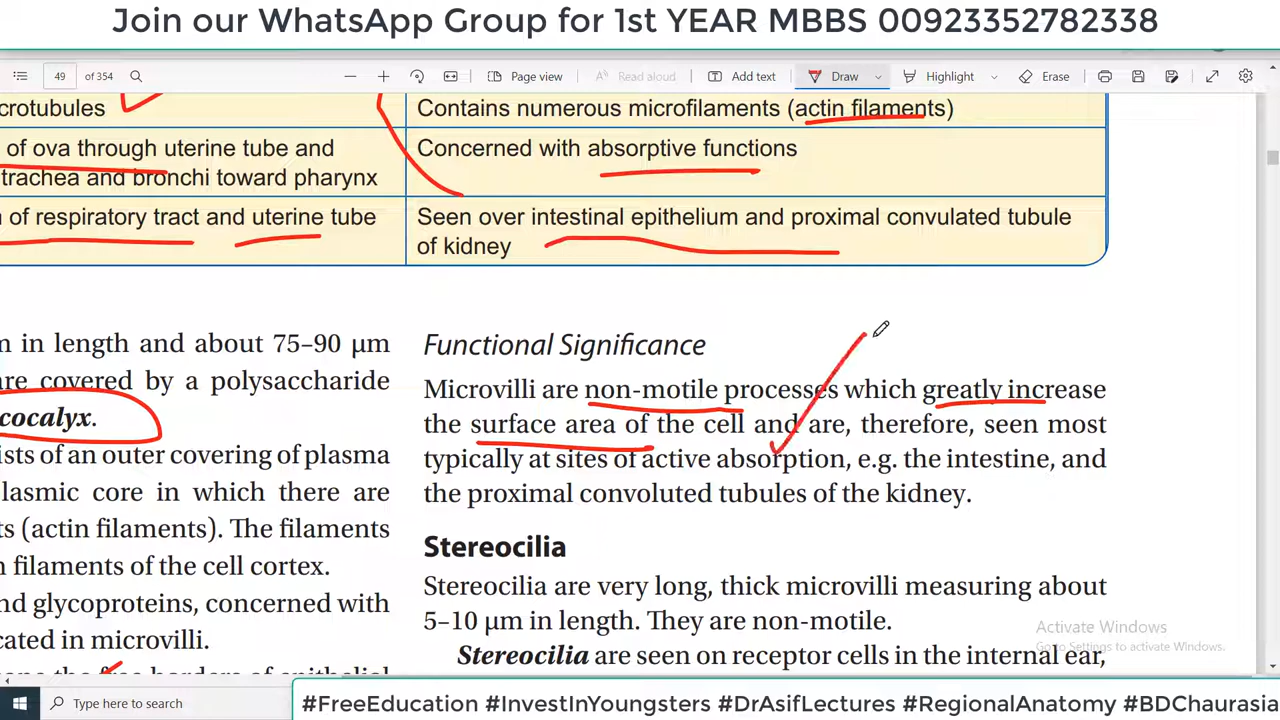 Join our WhatsApp Group for 1st YEAR MBBS 00923352782338
49 of 354
Page view
Read aloud
Add text
Draw
Highlight
Erase
crotubules
Contains numerous microfilaments (actin filaments)
of ova through uterine tube and
trachea and bronchi toward pharynx
Concerned with absorptive functions
of respiratory tract and uterine tube
Seen over intestinal epithelium and proximal convulated tubule
of kidney
m in length and about 75–90 µm
are covered by a polysaccharide
cocalyx.
ists of an outer covering of plasma
lasmic core in which there are
ts (actin filaments). The filaments
n filaments of the cell cortex.
nd glycoproteins, concerned with
cated in microvilli.
Functional Significance
Microvilli are non-motile processes which greatly increase
the surface area of the cell and are, therefore, seen most
typically at sites of active absorption, e.g. the intestine, and
the proximal convoluted tubules of the kidney.
Stereocilia
Stereocilia are very long, thick microvilli measuring about
5–10 µm in length. They are non-motile.
Stereocilia are seen on receptor cells in the internal ear,
Activate Windows
Go to Settings to activate Windows.
Type here to search
#FreeEducation #InvestInYoungsters #DrAsifLectures #RegionalAnatomy #BDChaurasia